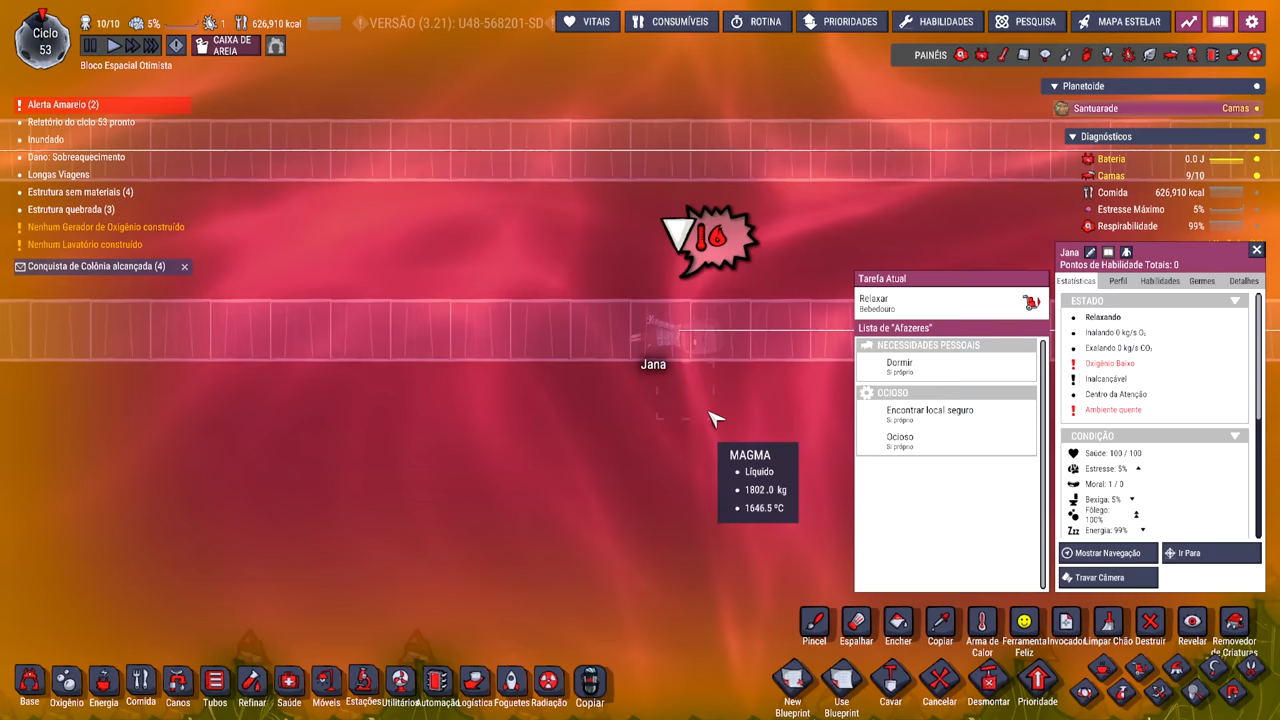 Ciclo
53
10/10
5%
1
626,910 kcal
VERSÃO (3.21): U48-568201-SD
CAIXA DE
AREIA
Bloco Espacial Otimista
VITAIS
CONSUMÍVEIS
ROTINA
PRIORIDADES
HABILIDADES
PESQUISA
MAPA ESTELAR
PAINÉIS
Alerta Amarelo (2)
Relatório do ciclo 53 pronto
Inundado
Dano: Sobreaquecimento
Longas Viagens
Estrutura sem materiais (4)
Estrutura quebrada (3)
Nenhum Gerador de Oxigênio construído
Nenhum Lavatório construído
Conquista de Colônia alcançada (4)
Planetoide
Santuarade Camas
Diagnósticos
Bateria 0.0 J
Camas 9/10
Comida 626,910 kcal
Estresse Máximo 5%
Respirabilidade 99%
Jana
Pontos de Habilidade Totais: 0
Estatísticas Perfil Habilidades Germes Detalhes
ESTADO
Relaxando
Inalando 0 kg/s O₂
Exalando 0 kg/s CO₂
Oxigênio Baixo
Inalcançável
Centro da Atenção
Ambiente quente
CONDIÇÃO
Saúde: 100 / 100
Estresse: 5%
Moral: 1 / 0
Bexiga: 5%
Fôlego:
100%
Energia: 99%
Mostrar Navegação
Ir Para
Travar Câmera
Tarefa Atual
Relaxar
Bebedouro
Lista de "Afazeres"
NECESSIDADES PESSOAIS
Dormir
Si próprio
OCIOSO
Encontrar local seguro
Si próprio
Ocioso
Si próprio
Jana
MAGMA
Líquido
1802.0 kg
1646.5 ºC
Pincel
Espalhar
Encher
Copiar
Arma de
Calor
Ferramenta
Feliz
Invocador
Limpar Chão
Destruir
Revelar
Removedor
de Criaturas
Base
Oxigênio
Energia
Comida
Canos
Tubos
Refinar
Saúde
Móveis
Estações
Utilitários
Automação
Logística
Foguetes
Radiação
Copiar
New
Blueprint
Use
Blueprint
Cavar
Cancelar
Desmontar
Prioridade